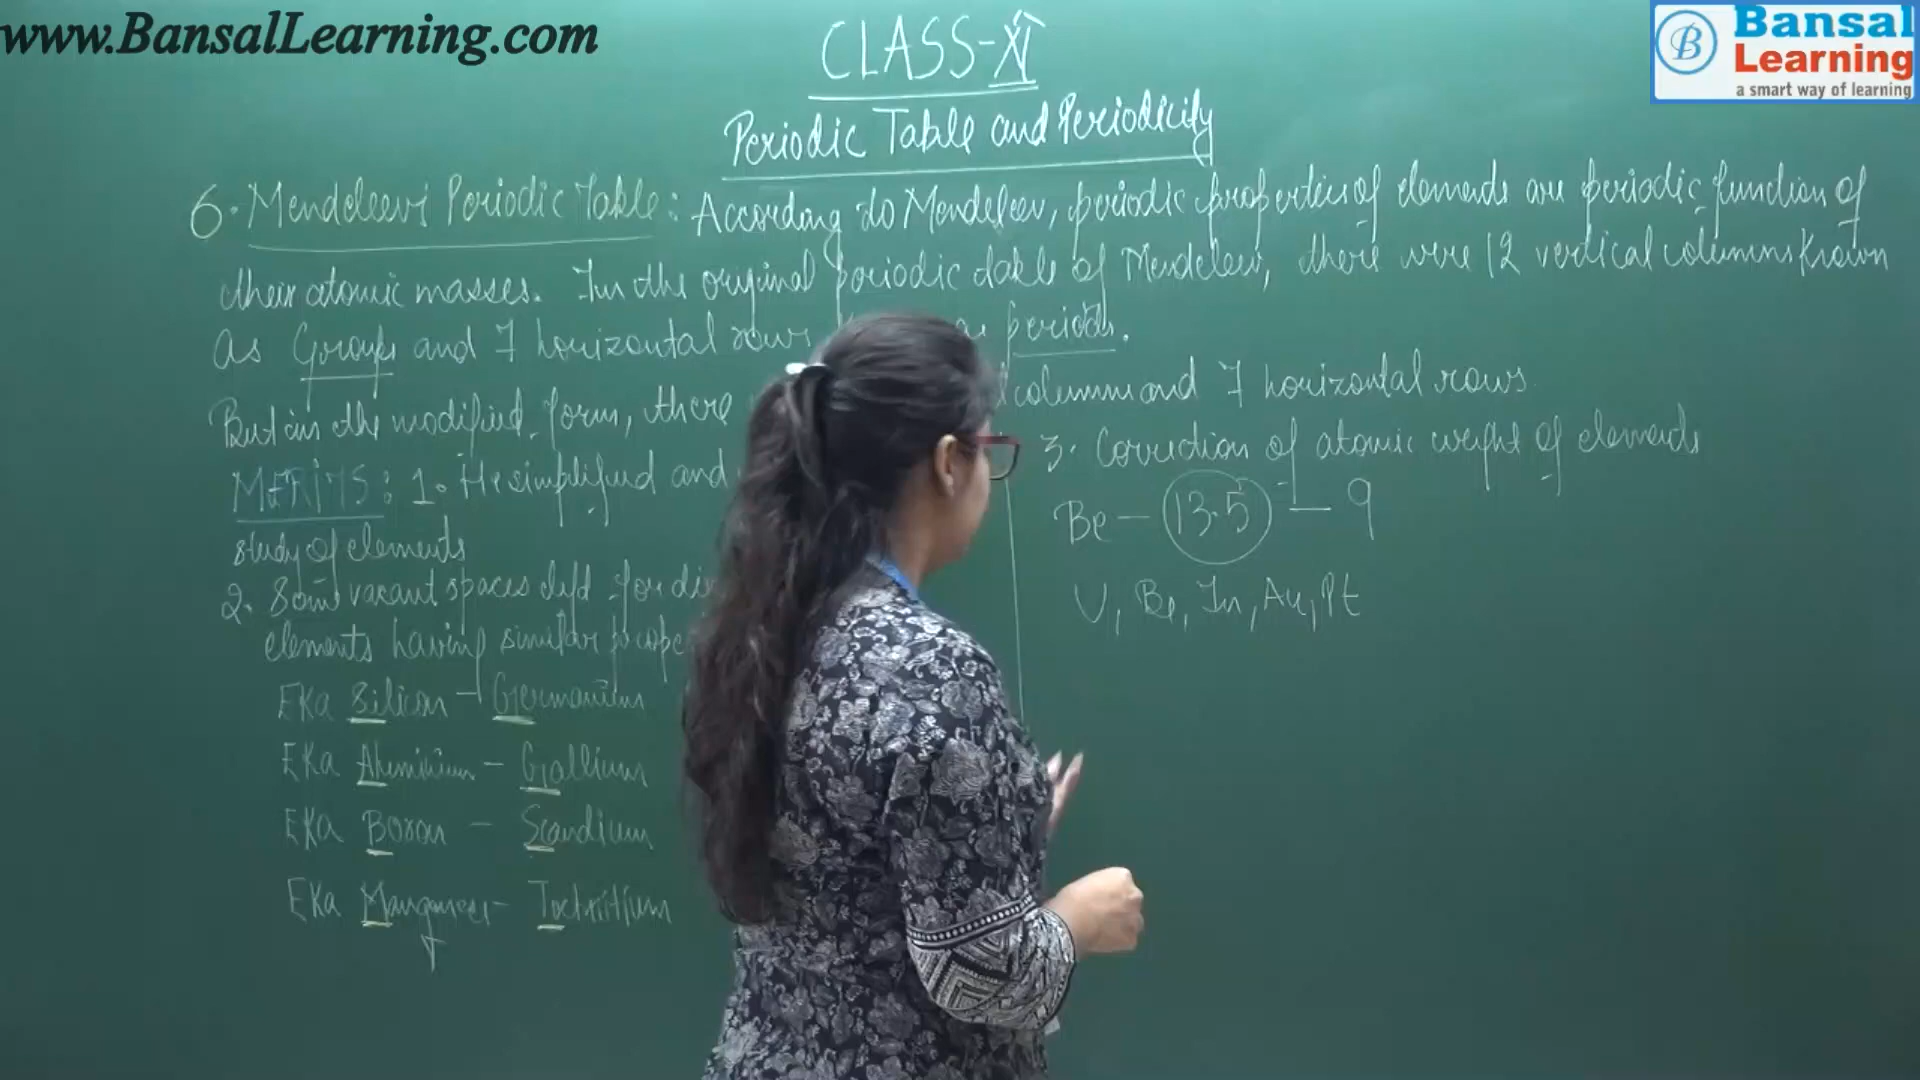 www.BansalLearning.com
Bansal
Learning
a smart way of learning
CLASS-XI
Periodic Table and Periodicity
6. Mendeleev's Periodic Table: According to Mendeleev, periodic properties of elements are periodic function of
their atomic masses. In the original periodic table of Mendeleev, there were 12 vertical columns known
as Groups and 7 horizontal rows periods.
But in the modified form, there columns and 7 horizontal rows.
MERITS: 1. He simplified and
study of elements
2. Some vacant spaces left for
elements having similar
EKa Silicon - Germanium
EKa Aluminium - Gallium
EKa Boron - Scandium
EKa -
3. Correction of atomic weight of elements
Be - 13.5 - 9
U, Be, In, Au, Pt